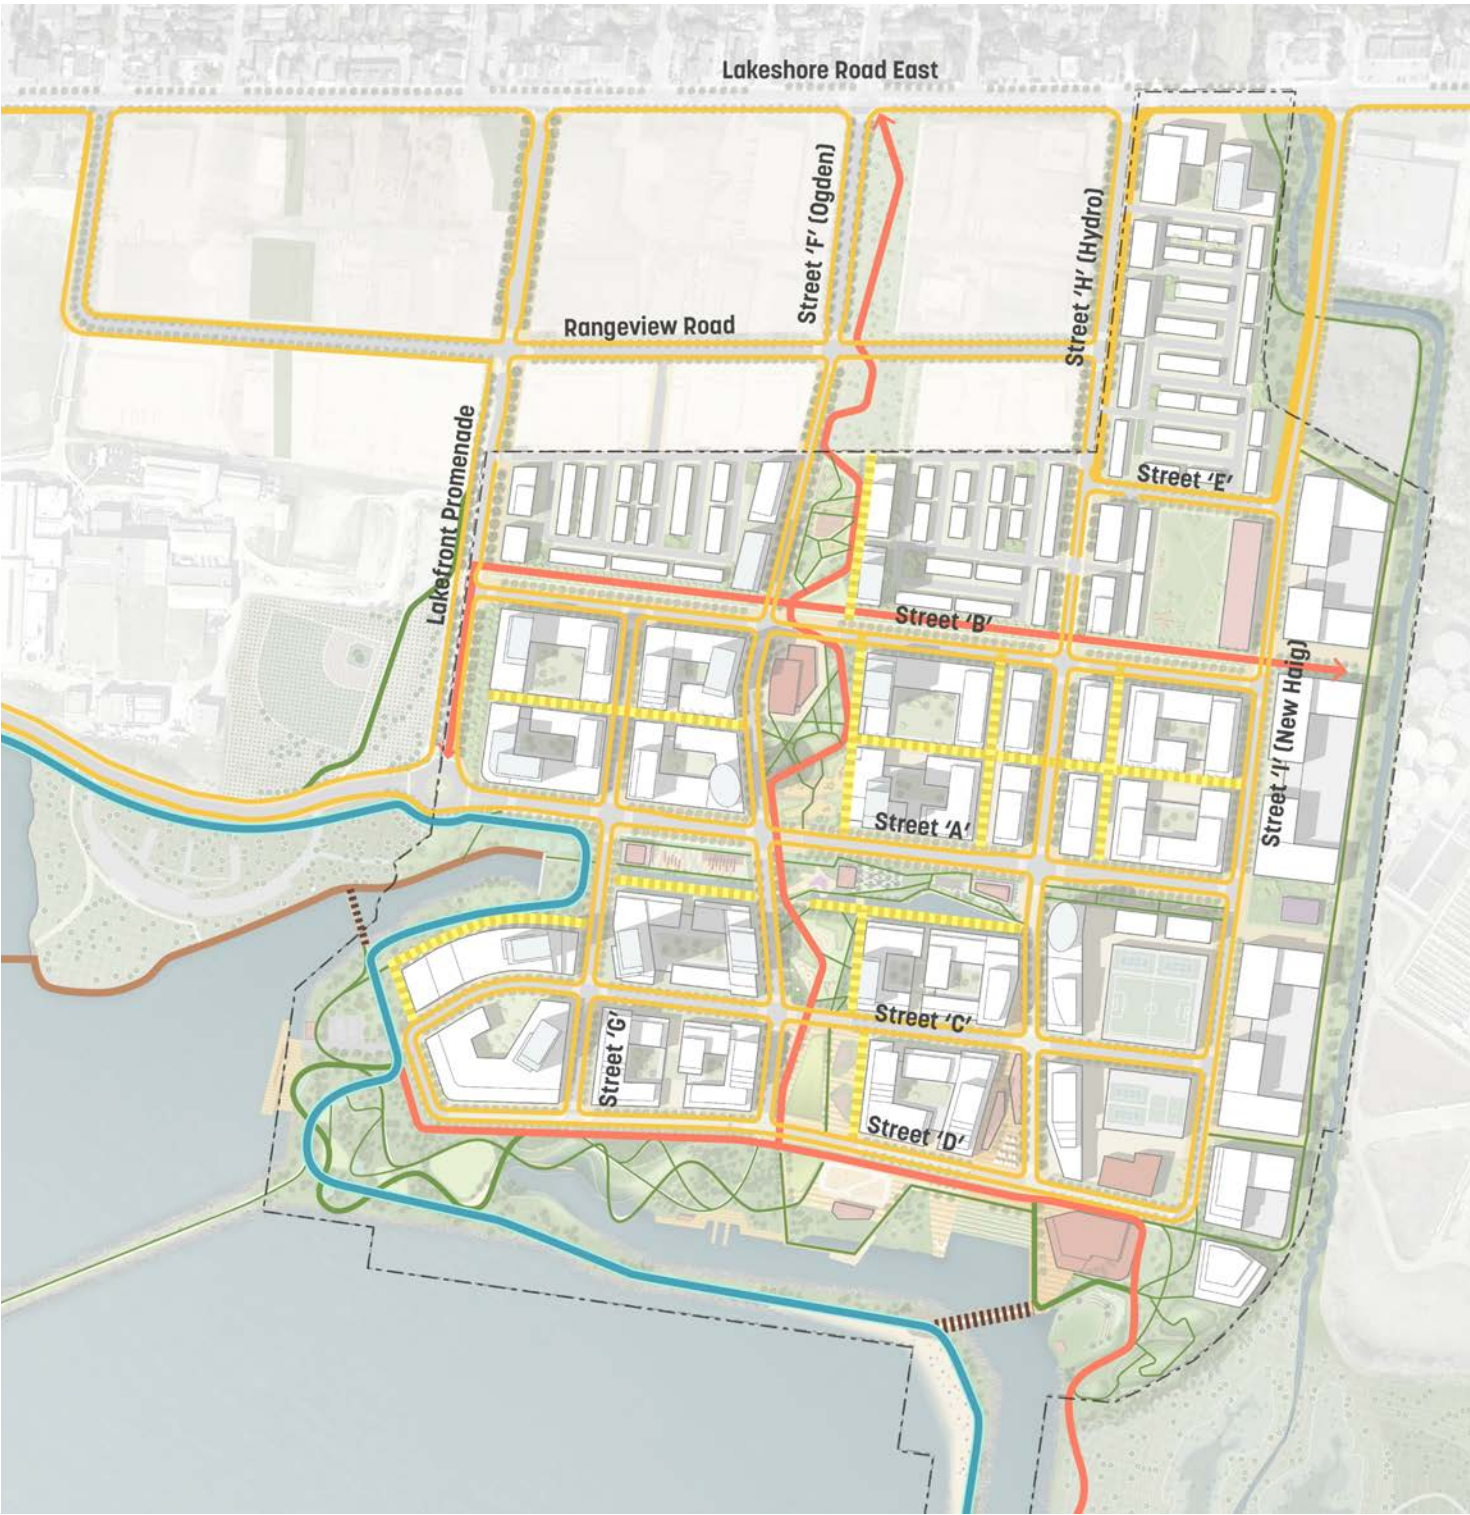 Lakeshore Road East
Street ‘F’ (Ogden)
Street ‘H’ (Hydro)
Rangeview Road
Lakefront Promenade
Street ‘E’
Street ‘B’
Street ‘I’ (New Haig)
Street ‘A’
Street ‘C’
Street ‘G’
Street ‘D’